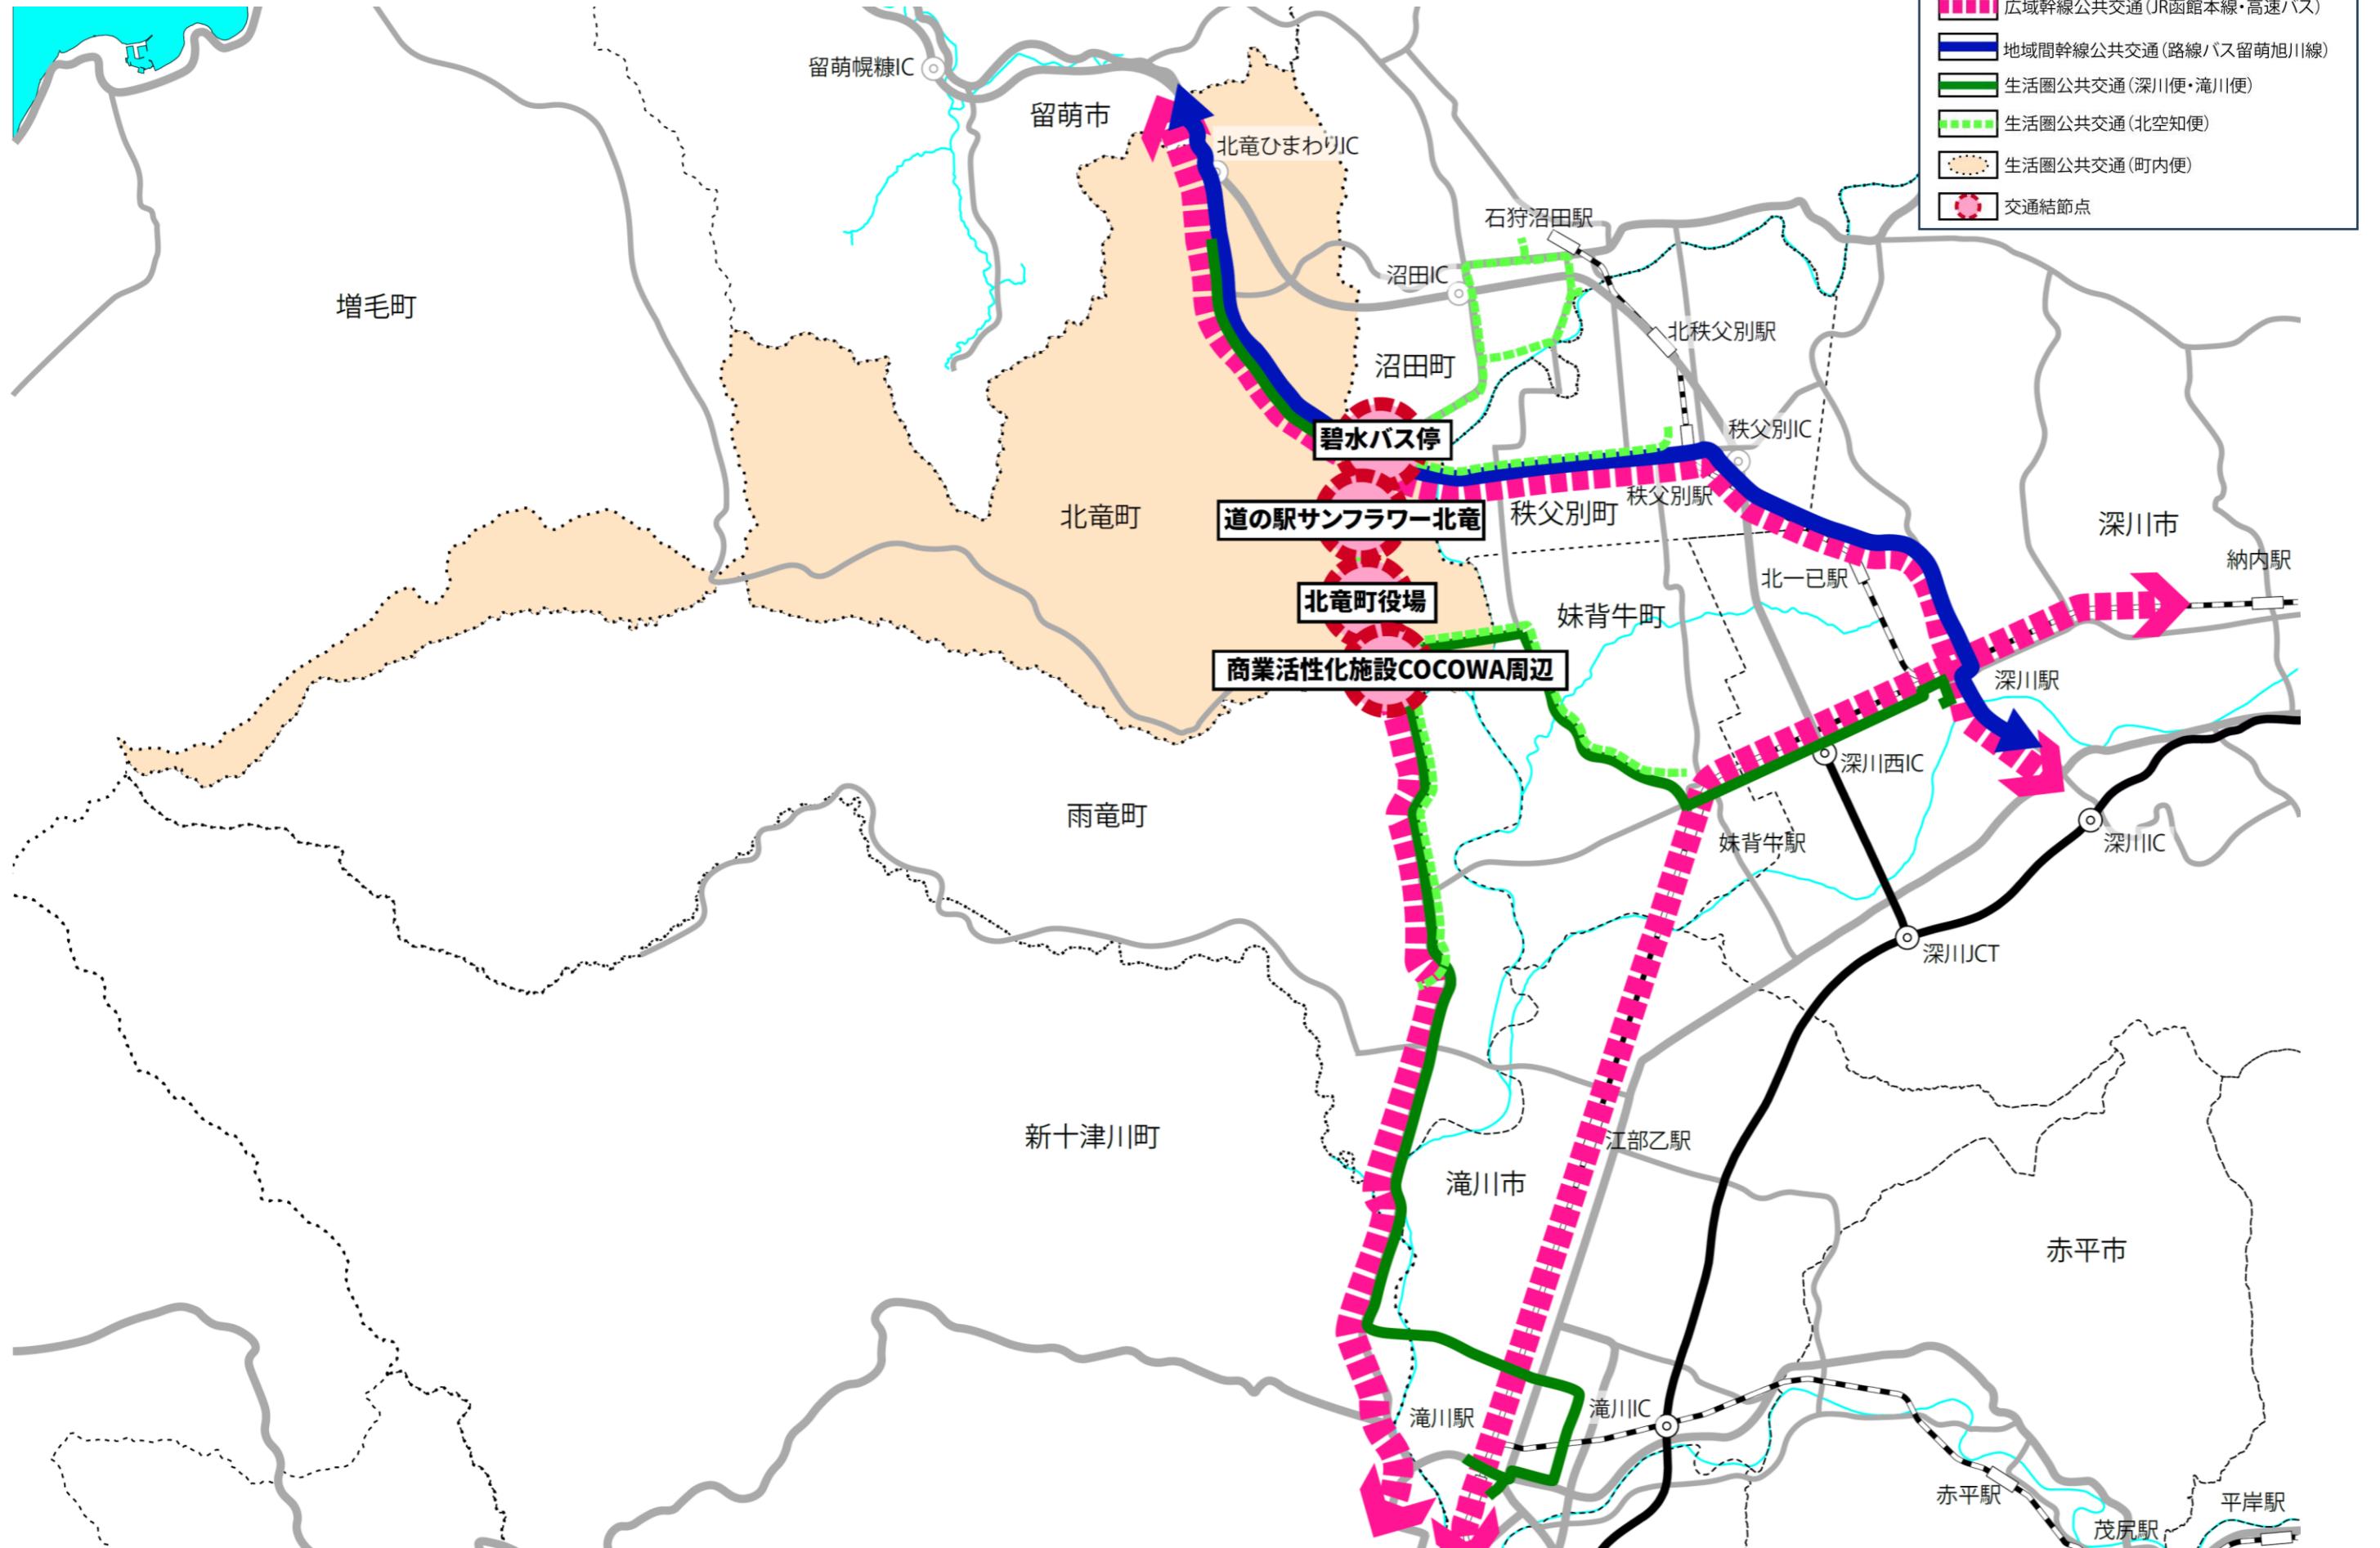 広域幹線公共交通（JR函館本線・高速バス）
地域間幹線公共交通（路線バス留萌旭川線）
生活圏公共交通（深川便・滝川便）
生活圏公共交通（北空知便）
生活圏公共交通（町内便）
交通結節点
留萌幌糠IC
留萌市
北竜ひまわりIC
石狩沼田駅
沼田IC
増毛町
北秩父別駅
沼田町
秩父別IC
碧水バス停
秩父別駅
道の駅サンフラワー北竜
秩父別町
北竜町
深川市
納内駅
北一已駅
北竜町役場
妹背牛町
商業活性化施設COCOWA周辺
深川駅
深川西IC
雨竜町
妹背牛駅
深川IC
深川JCT
新十津川町
江部乙駅
滝川市
赤平市
滝川駅
滝川IC
赤平駅
平岸駅
茂尻駅